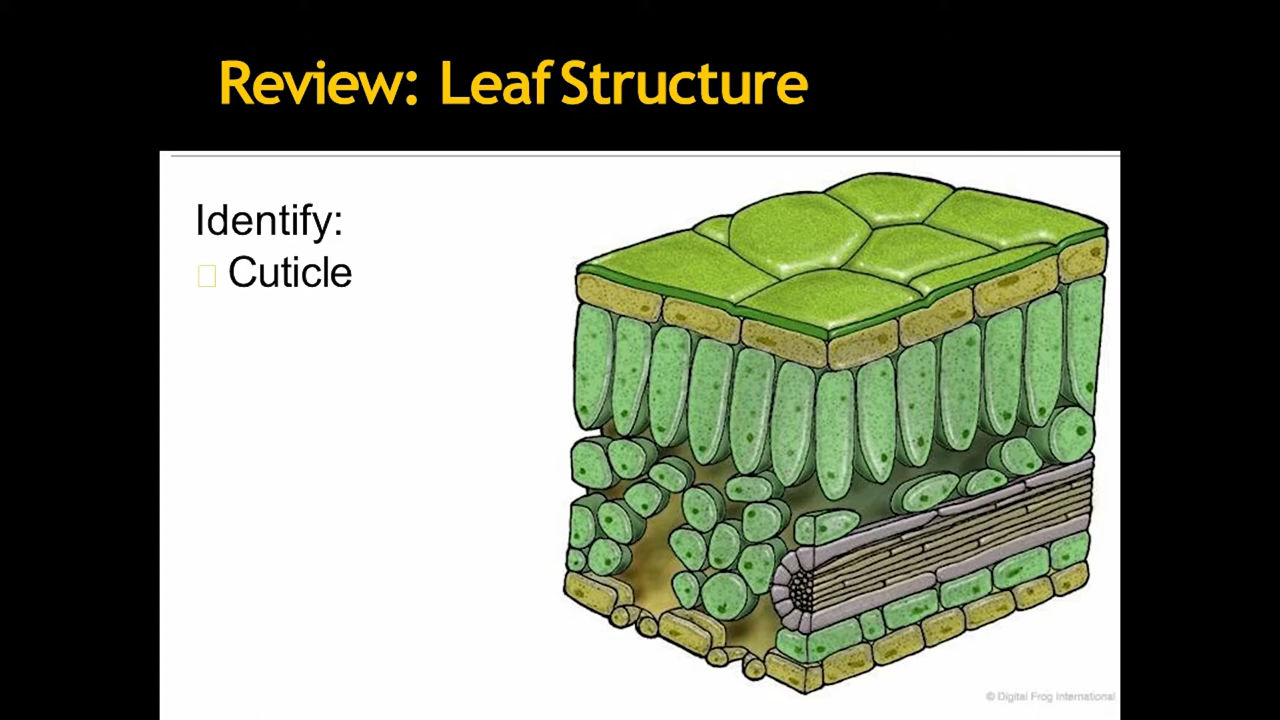 Review: Leaf Structure
Identify:
Cuticle
© Digital Frog International